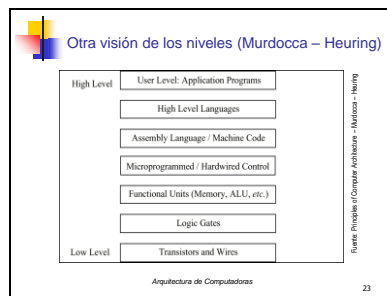 Otra visión de los niveles (Murdocca – Heuring)
High Level
User Level: Application Programs
High Level Languages
Assembly Language / Machine Code
Microprogrammed / Hardwired Control
Functional Units (Memory, ALU, etc.)
Logic Gates
Low Level
Transistors and Wires
Fuente: Principles of Computer Architecture – Murdocca – Heuring
Arquitectura de Computadoras
23